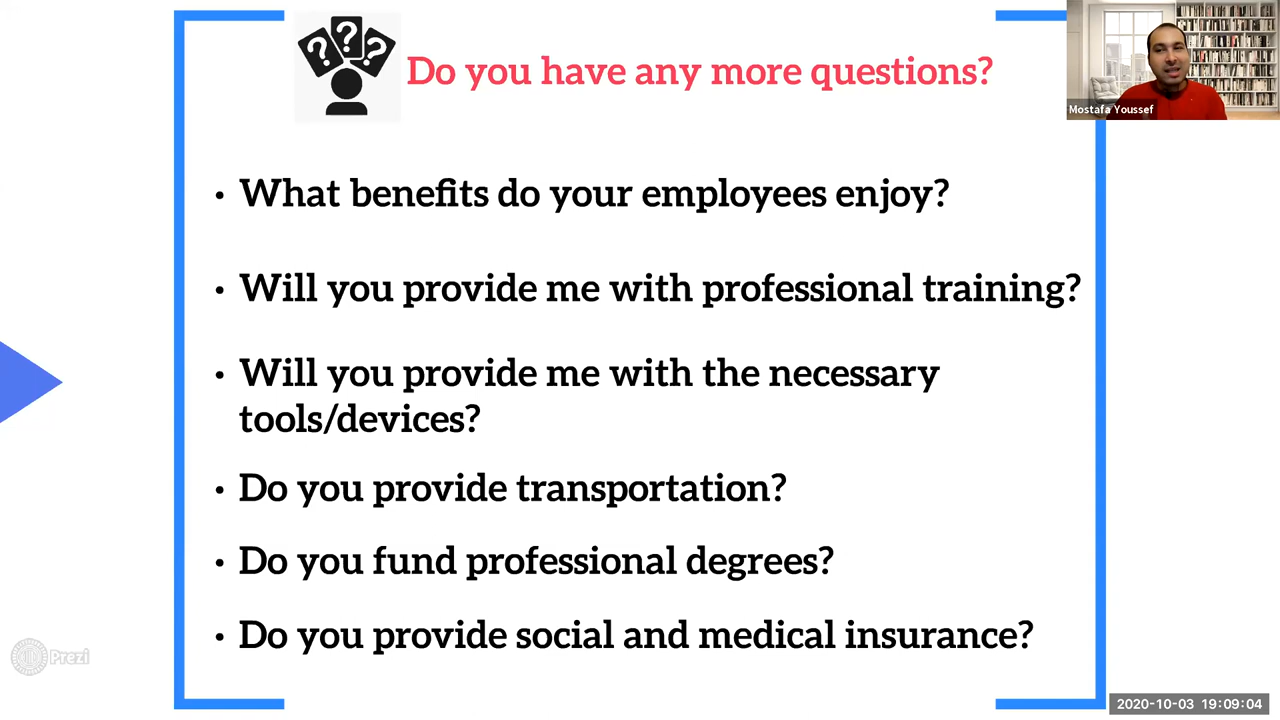 ? ? ?
Do you have any more questions?
Mostafa Youssef
• What benefits do your employees enjoy?
• Will you provide me with professional training?
• Will you provide me with the necessary
tools/devices?
• Do you provide transportation?
• Do you fund professional degrees?
• Do you provide social and medical insurance?
Prezi
2020-10-03 19:09:04